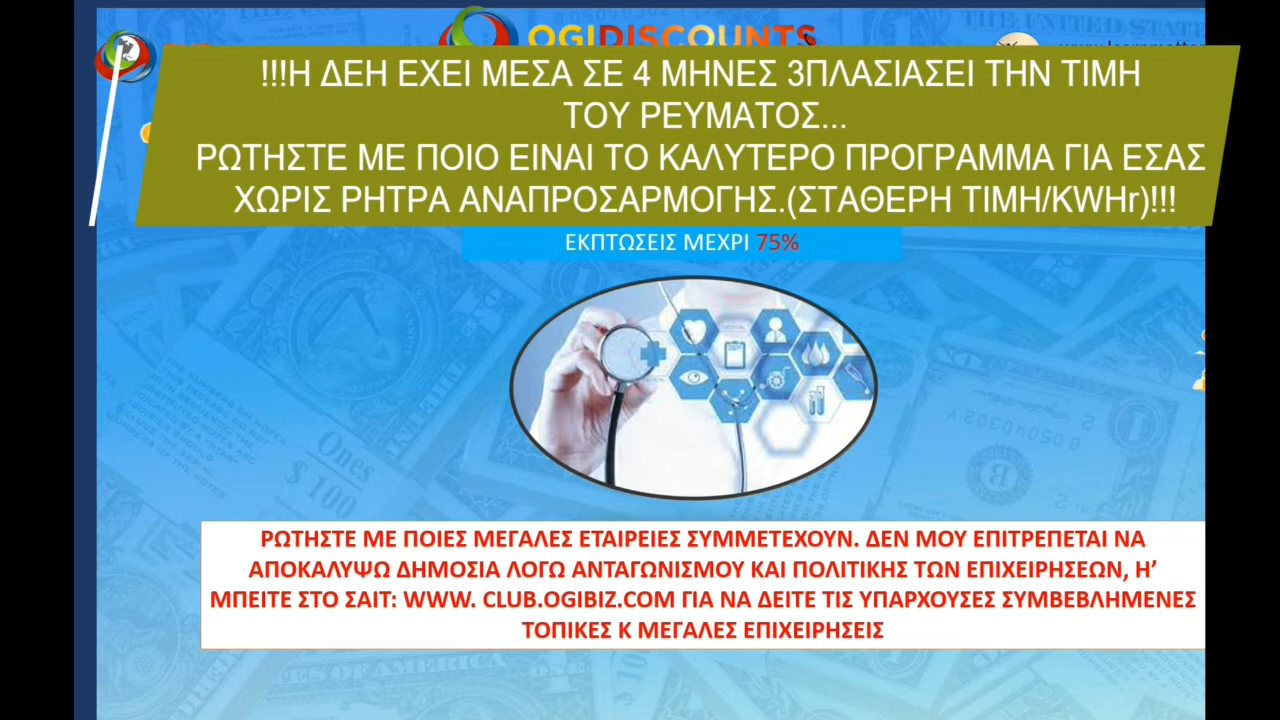 OGIDISCOUNTS
!!!Η ΔΕΗ ΕΧΕΙ ΜΕΣΑ ΣΕ 4 ΜΗΝΕΣ 3ΠΛΑΣΙΑΣΕΙ ΤΗΝ ΤΙΜΗ
ΤΟΥ ΡΕΥΜΑΤΟΣ...
ΡΩΤΗΣΤΕ ΜΕ ΠΟΙΟ ΕΙΝΑΙ ΤΟ ΚΑΛΥΤΕΡΟ ΠΡΟΓΡΑΜΜΑ ΓΙΑ ΕΣΑΣ
ΧΩΡΙΣ ΡΗΤΡΑ ΑΝΑΠΡΟΣΑΡΜΟΓΗΣ.(ΣΤΑΘΕΡΗ ΤΙΜΗ/KWHr)!!!
ΕΚΠΤΩΣΕΙΣ ΜΕΧΡΙ 75%
ΡΩΤΗΣΤΕ ΜΕ ΠΟΙΕΣ ΜΕΓΑΛΕΣ ΕΤΑΙΡΕΙΕΣ ΣΥΜΜΕΤΕΧΟΥΝ. ΔΕΝ ΜΟΥ ΕΠΙΤΡΕΠΕΤΑΙ ΝΑ
ΑΠΟΚΑΛΥΨΩ ΔΗΜΟΣΙΑ ΛΟΓΩ ΑΝΤΑΓΩΝΙΣΜΟΥ ΚΑΙ ΠΟΛΙΤΙΚΗΣ ΤΩΝ ΕΠΙΧΕΙΡΗΣΕΩΝ, Η’
ΜΠΕΙΤΕ ΣΤΟ ΣΑΙΤ: WWW. CLUB.OGIBIZ.COM ΓΙΑ ΝΑ ΔΕΙΤΕ ΤΙΣ ΥΠΑΡΧΟΥΣΕΣ ΣΥΜΒΕΒΛΗΜΕΝΕΣ
ΤΟΠΙΚΕΣ Κ ΜΕΓΑΛΕΣ ΕΠΙΧΕΙΡΗΣΕΙΣ